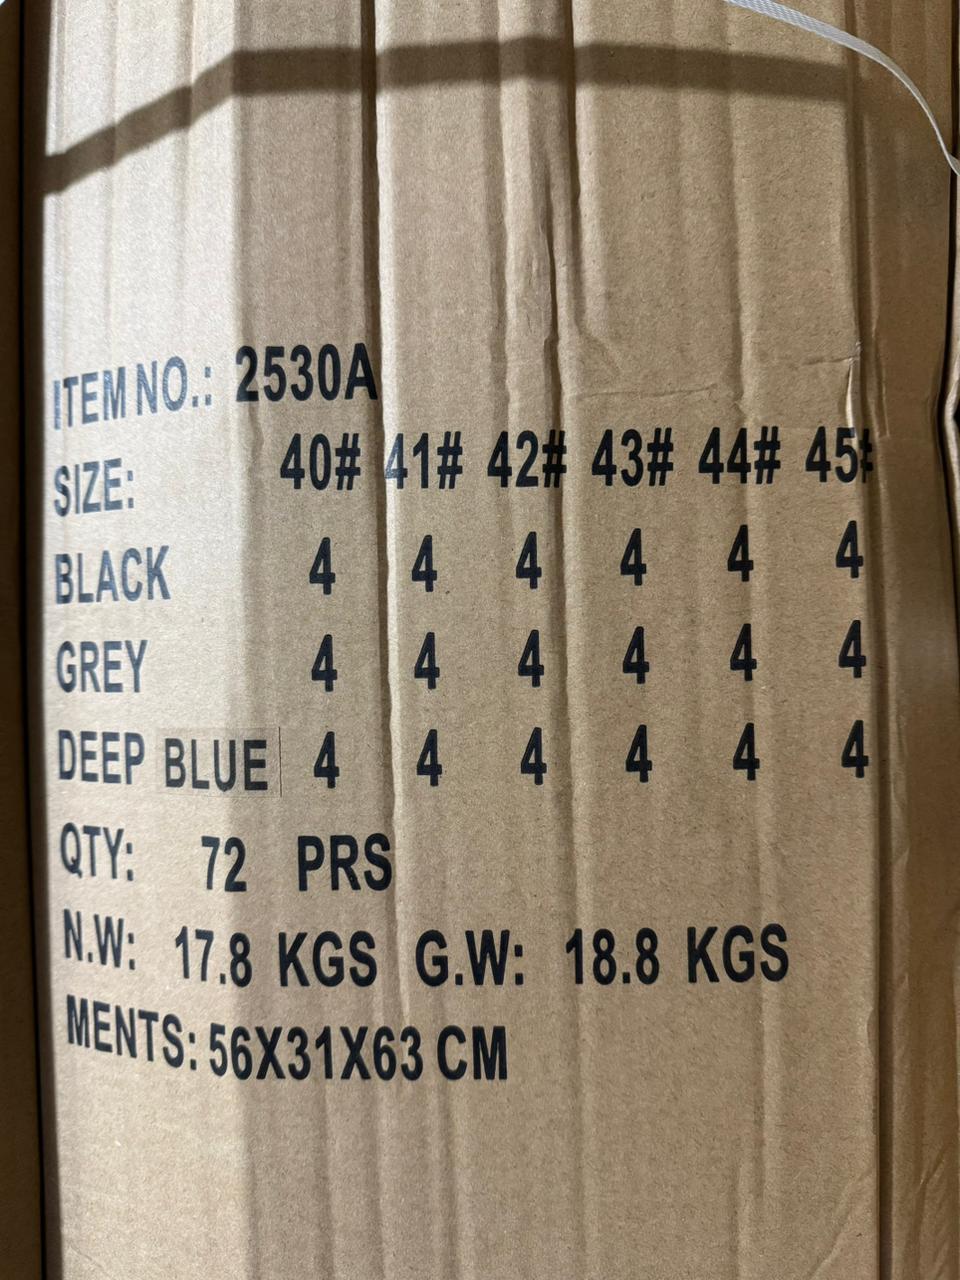 ITEM NO.: 2530A
SIZE: 40# 41# 42# 43# 44# 45#
BLACK 4 4 4 4 4 4
GREY 4 4 4 4 4 4
DEEP BLUE 4 4 4 4 4 4
QTY: 72 PRS
N.W: 17.8 KGS G.W: 18.8 KGS
MENTS: 56X31X63 CM